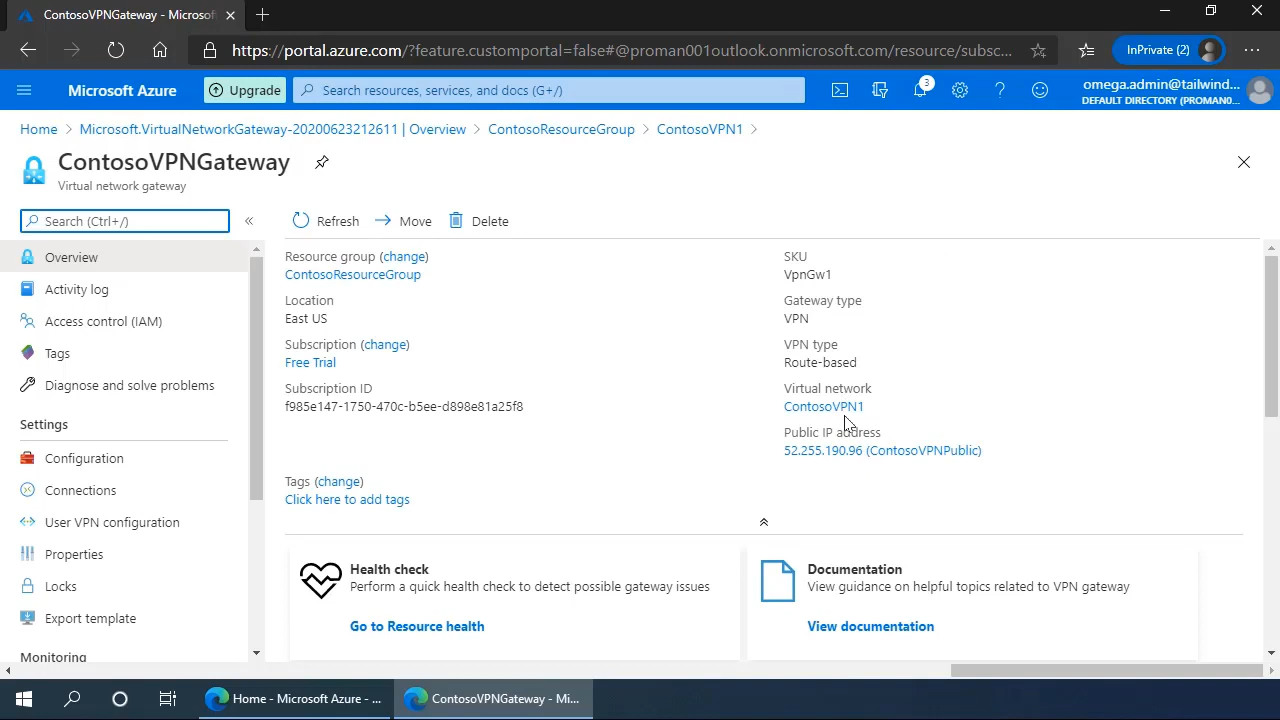 ContosoVPNGateway - Microsof
https://portal.azure.com/?feature.customportal=false#@proman001outlook.onmicrosoft.com/resource/subsc...
InPrivate (2)
Microsoft Azure
Upgrade
Search resources, services, and docs (G+/)
3
omega.admin@tailwind...
DEFAULT DIRECTORY (PROMAN0...
Home > Microsoft.VirtualNetworkGateway-20200623212611 | Overview > ContosoResourceGroup > ContosoVPN1 >
ContosoVPNGateway
Virtual network gateway
Search (Ctrl+/)
«
Refresh
Move
Delete
Overview
Activity log
Access control (IAM)
Tags
Diagnose and solve problems
Settings
Configuration
Connections
User VPN configuration
Properties
Locks
Export template
Monitoring
Resource group (change)
ContosoResourceGroup
Location
East US
Subscription (change)
Free Trial
Subscription ID
f985e147-1750-470c-b5ee-d898e81a25f8
SKU
VpnGw1
Gateway type
VPN
VPN type
Route-based
Virtual network
ContosoVPN1
Public IP address
52.255.190.96 (ContosoVPNPublic)
Tags (change)
Click here to add tags
Health check
Perform a quick health check to detect possible gateway issues
Go to Resource health
Documentation
View guidance on helpful topics related to VPN gateway
View documentation
Home - Microsoft Azure - ...
ContosoVPNGateway - Mi...